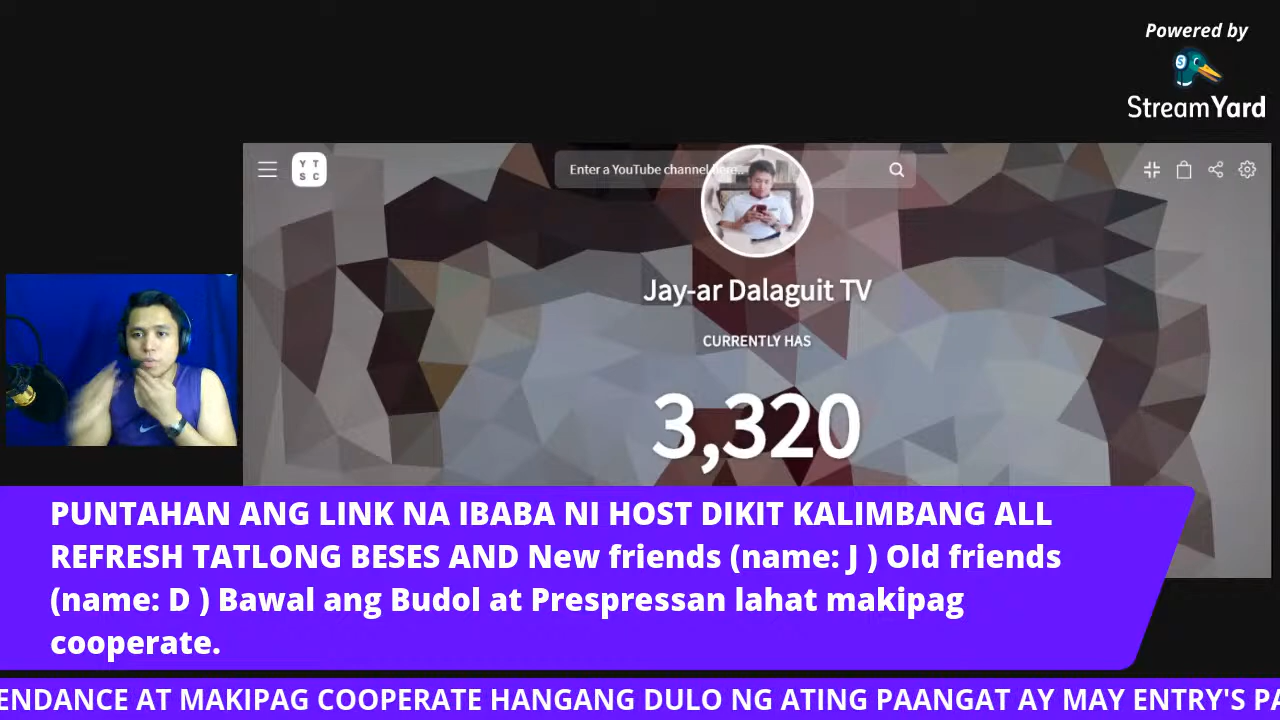 Powered by
StreamYard
Y T
S C
Enter a YouTube channel here..
Jay-ar Dalaguit TV
CURRENTLY HAS
3,320
PUNTAHAN ANG LINK NA IBABA NI HOST DIKIT KALIMBANG ALL
REFRESH TATLONG BESES AND New friends (name: J ) Old friends
(name: D ) Bawal ang Budol at Prespressan lahat makipag
cooperate.
ENDANCE AT MAKIPAG COOPERATE HANGANG DULO NG ATING PAANGAT AY MAY ENTRY'S PA